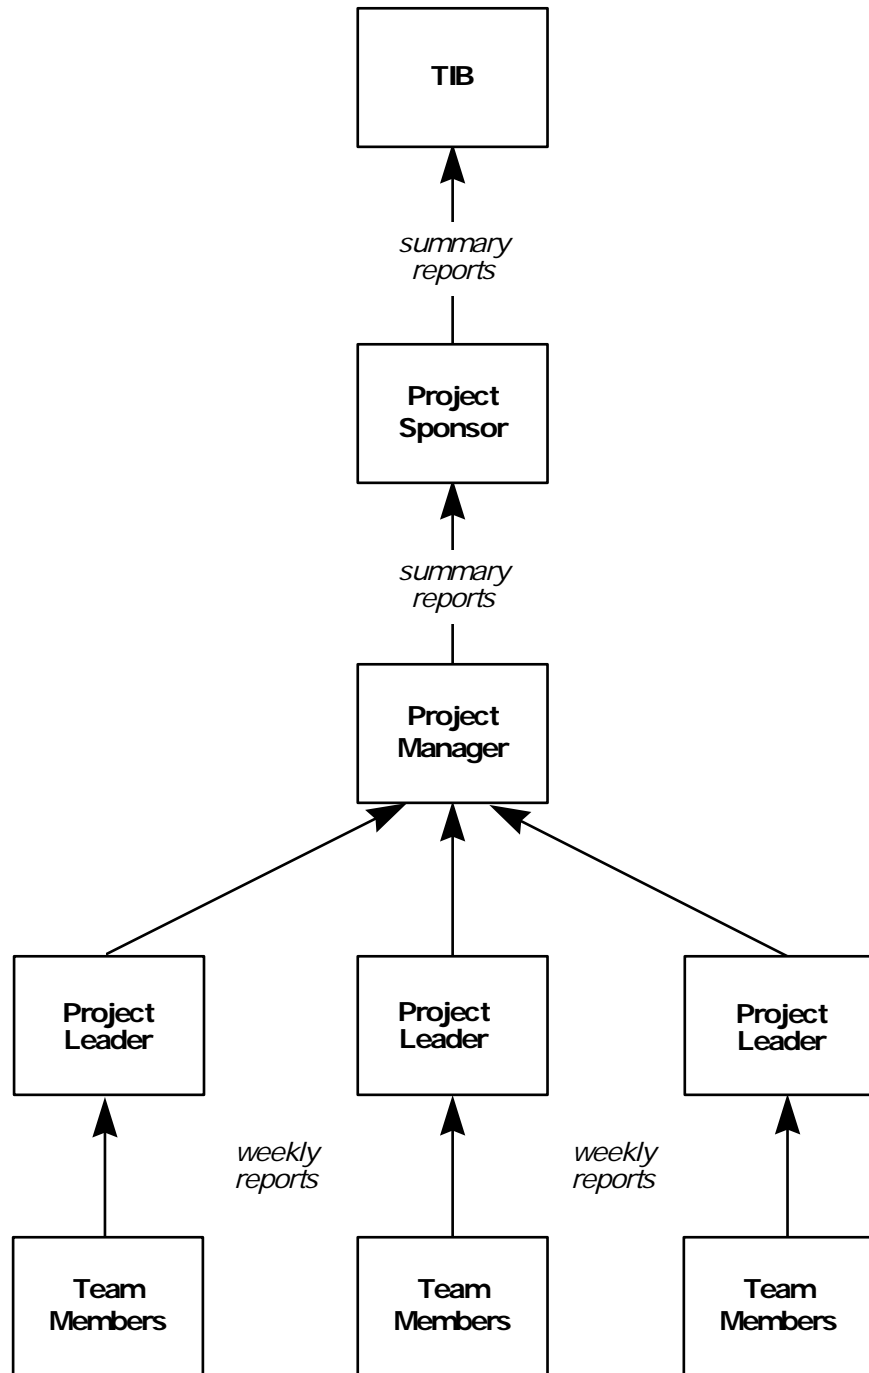 TIB
summary
reports
Project
Sponsor
summary
reports
Project
Manager
Project
Leader
Project
Leader
Project
Leader
weekly
reports
weekly
reports
Team
Members
Team
Members
Team
Members